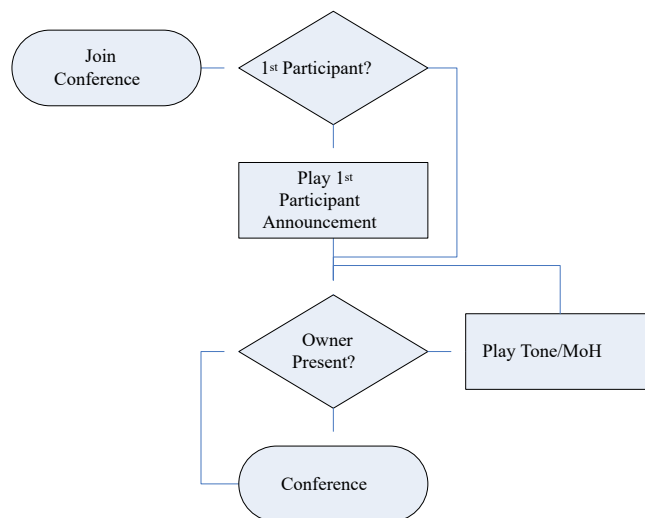 Join
Conference
1st Participant?
Play 1st
Participant
Announcement
Owner
Present?
Play Tone/MoH
Conference